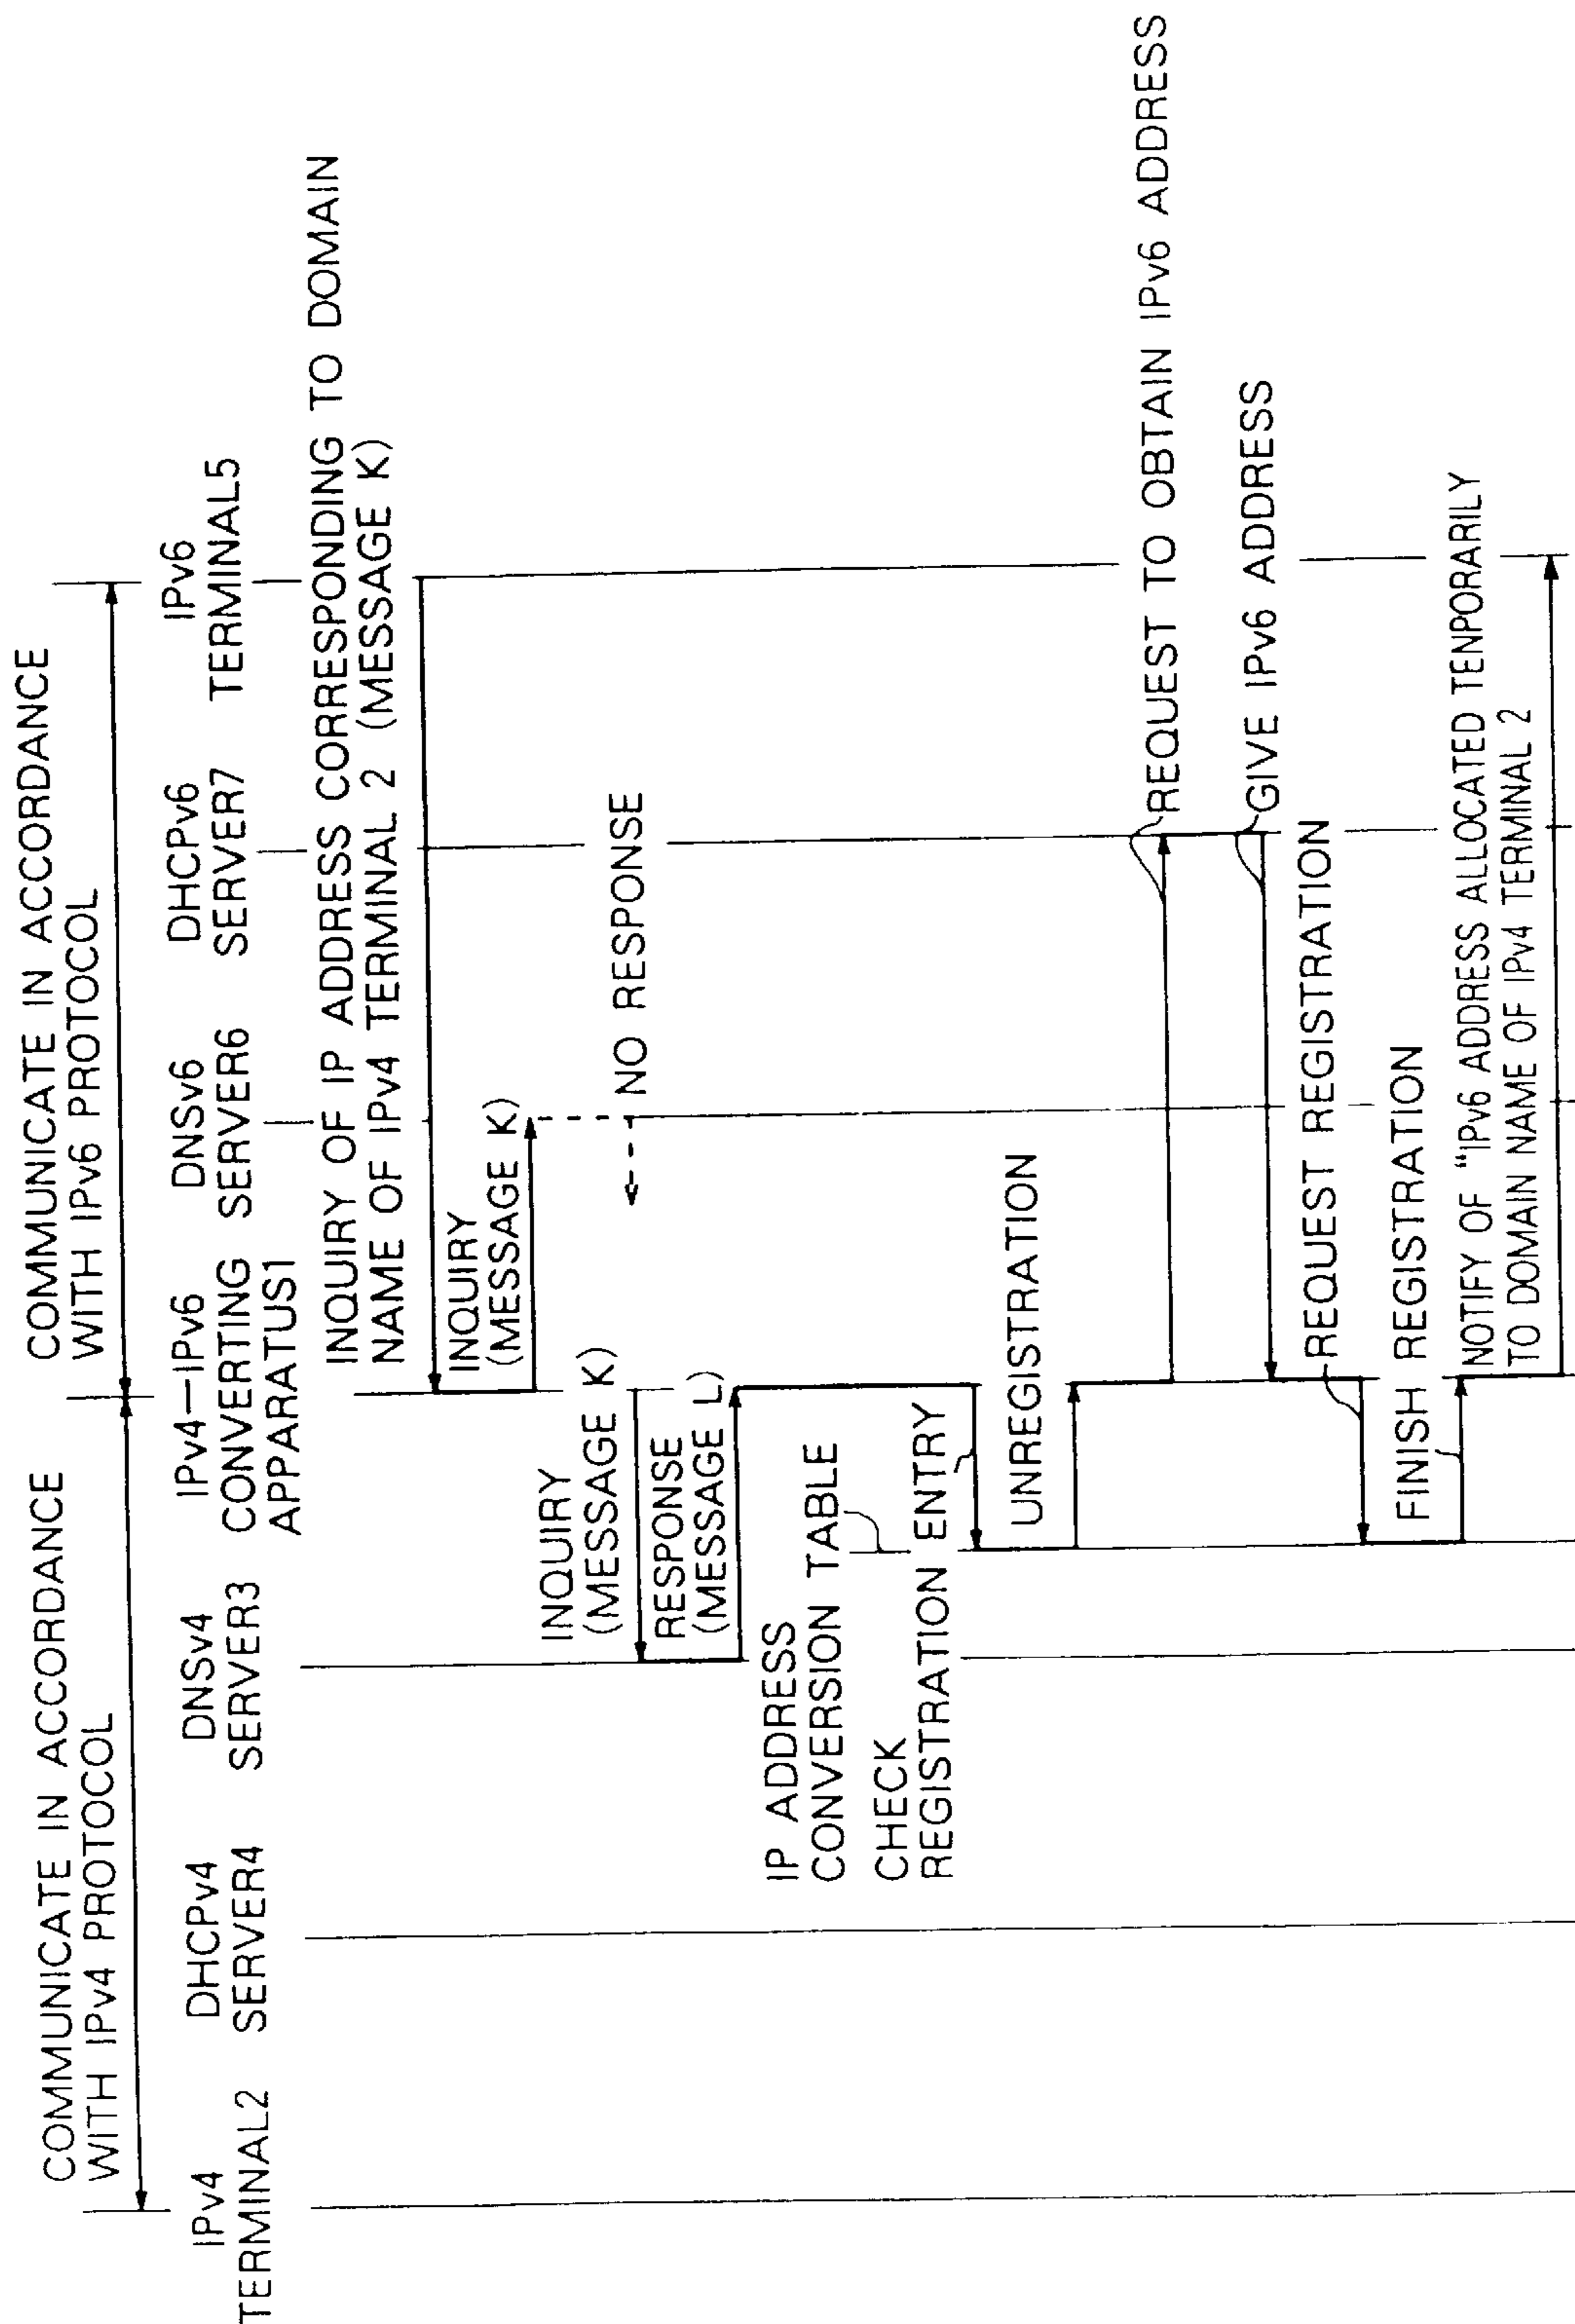 COMMUNICATE IN ACCORDANCE
WITH IPv4 PROTOCOL
COMMUNICATE IN ACCORDANCE
WITH IPv6 PROTOCOL
IPv4
TERMINAL2
DHCPv4
SERVER4
DNSv4
SERVER3
IPv4—IPv6
CONVERTING
APPARATUS1
DNSv6
SERVER6
DHCPv6
SERVER7
IPv6
TERMINAL5
INQUIRY OF IP ADDRESS CORRESPONDING TO DOMAIN
NAME OF IPv4 TERMINAL 2 (MESSAGE K)
INQUIRY
(MESSAGE K)
INQUIRY
(MESSAGE K)
NO RESPONSE
RESPONSE
(MESSAGE L)
IP ADDRESS
CONVERSION TABLE
CHECK
REGISTRATION ENTRY
UNREGISTRATION
REQUEST TO OBTAIN IPv6 ADDRESS
GIVE IPv6 ADDRESS
REQUEST REGISTRATION
FINISH REGISTRATION
NOTIFY OF "IPv6 ADDRESS ALLOCATED TENPORARILY
TO DOMAIN NAME OF IPv4 TERMINAL 2